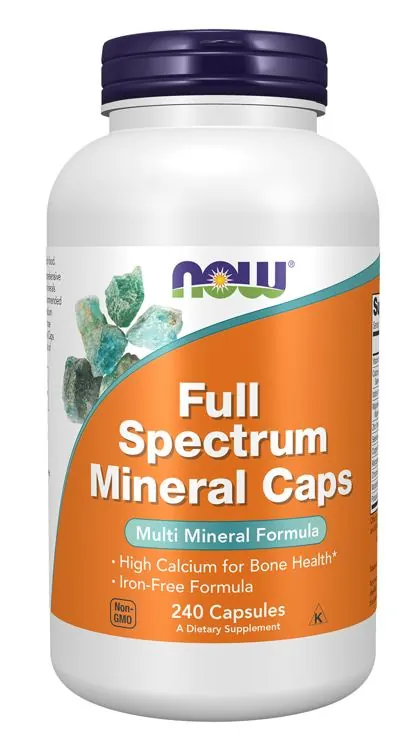 now®
Full
Spectrum
Mineral Caps
Multi Mineral Formula
• High Calcium for Bone Health*
• Iron-Free Formula
240 Capsules
A Dietary Supplement
Non-
GMO
K